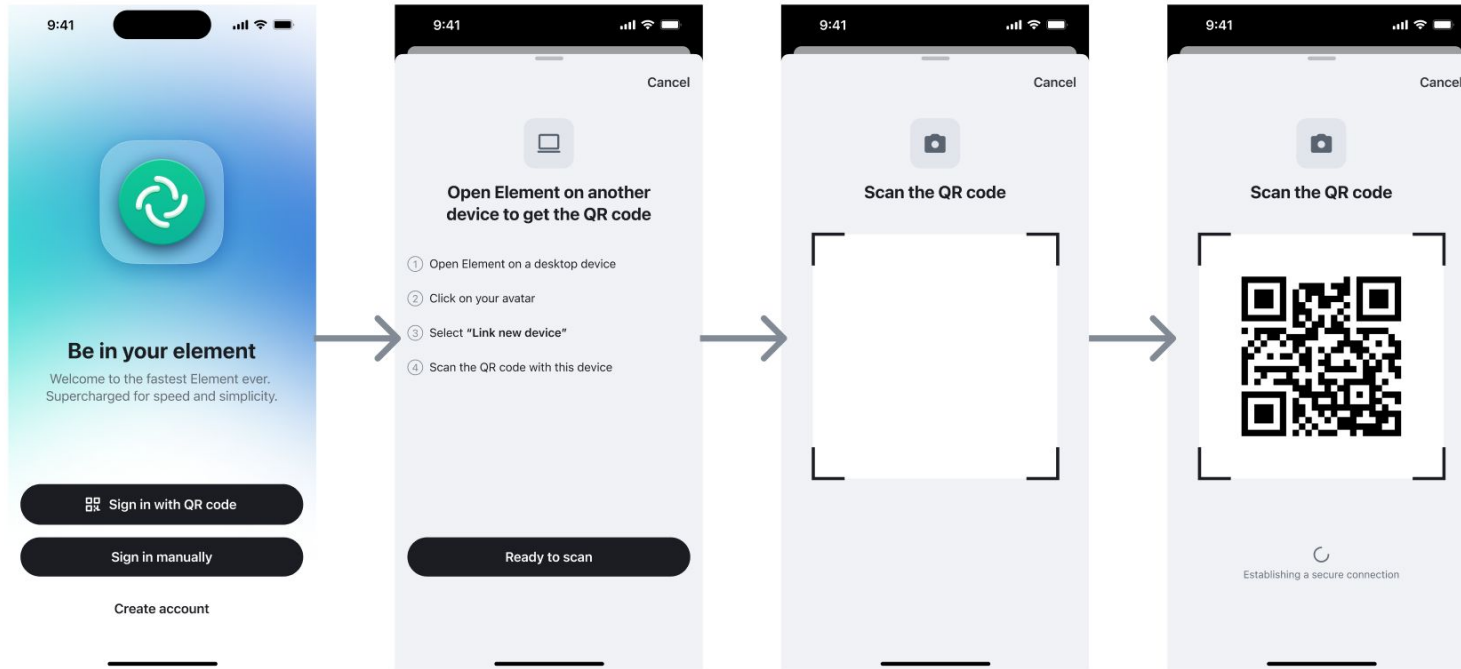 9:41
Be in your element
Welcome to the fastest Element ever.
Supercharged for speed and simplicity.
Sign in with QR code
Sign in manually
Create account
9:41
Cancel
Open Element on another
device to get the QR code
1 Open Element on a desktop device
2 Click on your avatar
3 Select “Link new device”
4 Scan the QR code with this device
Ready to scan
9:41
Cancel
Scan the QR code
9:41
Cancel
Scan the QR code
Establishing a secure connection